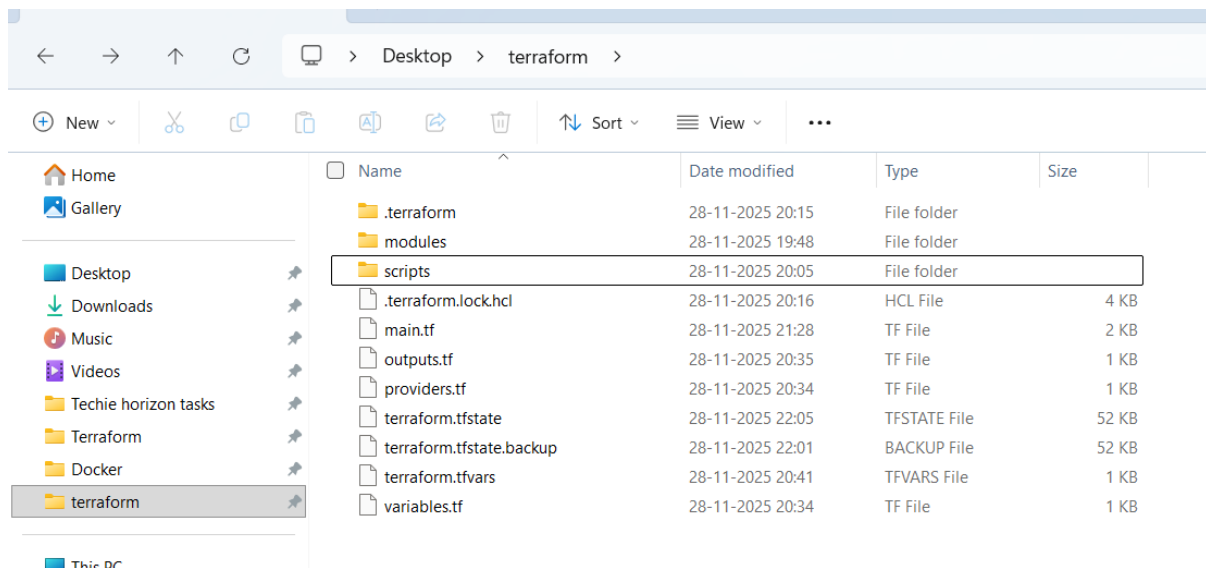 Desktop > terraform >
New Sort View
Name Date modified Type Size
Home
Gallery
Desktop
Downloads
Music
Videos
Techie horizon tasks
Terraform
Docker
terraform
This PC
.terraform 28-11-2025 20:15 File folder
modules 28-11-2025 19:48 File folder
scripts 28-11-2025 20:05 File folder
.terraform.lock.hcl 28-11-2025 20:16 HCL File 4 KB
main.tf 28-11-2025 21:28 TF File 2 KB
outputs.tf 28-11-2025 20:35 TF File 1 KB
providers.tf 28-11-2025 20:34 TF File 1 KB
terraform.tfstate 28-11-2025 22:05 TFSTATE File 52 KB
terraform.tfstate.backup 28-11-2025 22:01 BACKUP File 52 KB
terraform.tfvars 28-11-2025 20:41 TFVARS File 1 KB
variables.tf 28-11-2025 20:34 TF File 1 KB